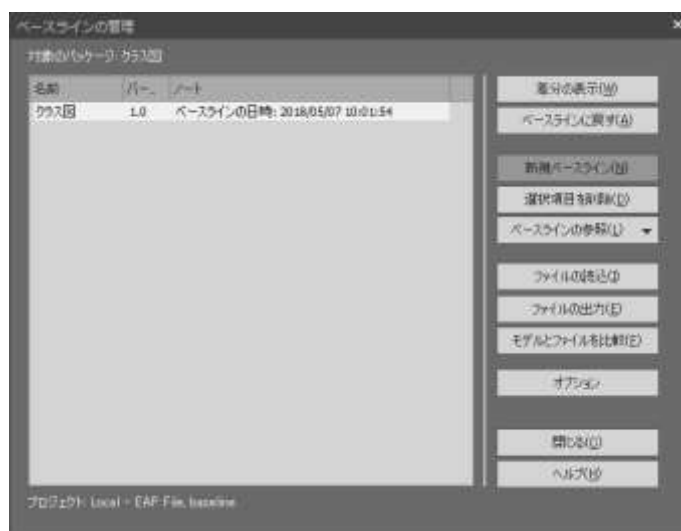 ベースラインの管理
対象のパッケージ: クラス図
名前 バー... ノート
クラス図 1.0 ベースラインの日時: 2018/05/07 10:01:54
差分の表示(W)
ベースラインに戻す(A)
新規ベースライン(N)
選択項目を削除(D)
ベースラインの参照(L)
ファイルの読込(I)
ファイルの出力(E)
モデルとファイルを比較(F)
オプション
閉じる(C)
ヘルプ(H)
プロジェクト: Local - EAP File, baseline